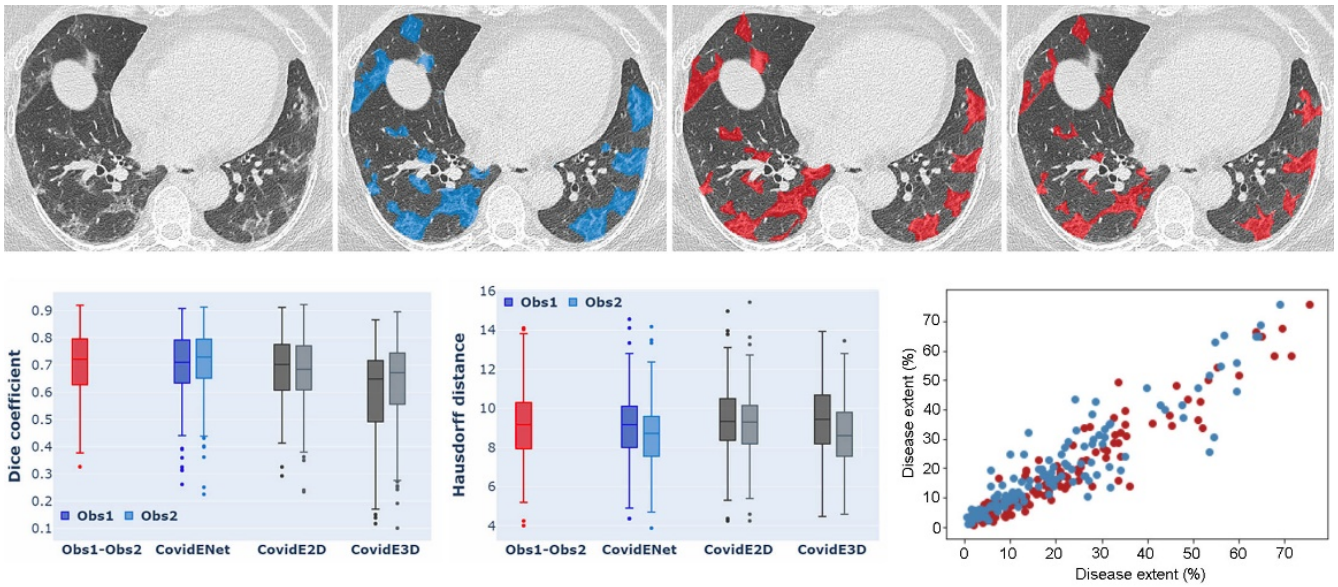 Dice coefficient
0.9
0.8
0.7
0.6
0.5
0.4
0.3
0.2
0.1
Obs1 Obs2
Obs1-Obs2 CovidENet CovidE2D CovidE3D
Hausdorff distance
16
14
12
10
8
6
4
Obs1 Obs2
Obs1-Obs2 CovidENet CovidE2D CovidE3D
Disease extent (%)
70
60
50
40
30
20
10
0
0 10 20 30 40 50 60 70
Disease extent (%)